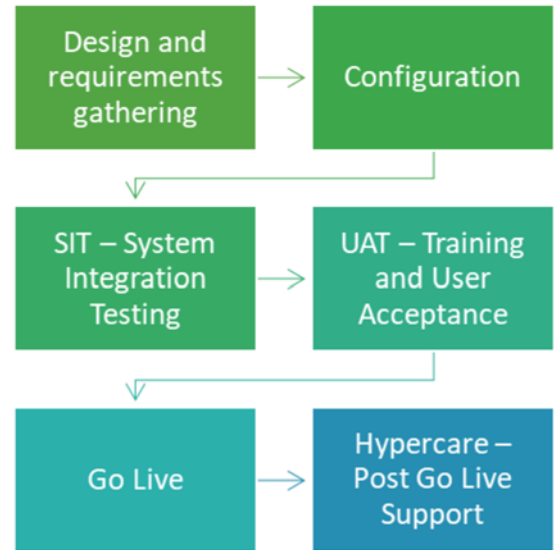 Design and
requirements
gathering
Configuration
SIT – System
Integration
Testing
UAT – Training
and User
Acceptance
Go Live
Hypercare –
Post Go Live
Support